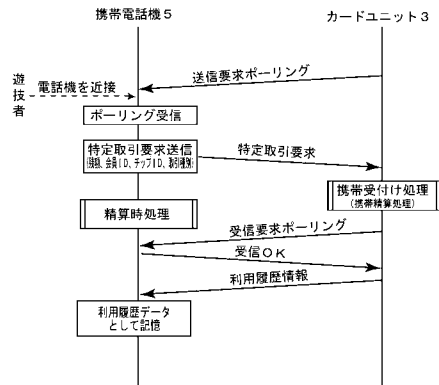 携帯電話機５
カードユニット３
送信要求ポーリング
遊技者
電話機を近接
ポーリング受信
特定取引要求送信
会員ＩＤ、チップＩＤ、取引種別)
特定取引要求
携帯受付け処理
(携帯精算処理)
精算時処理
受信要求ポーリング
受信ＯＫ
利用履歴情報
利用履歴データ
として記憶